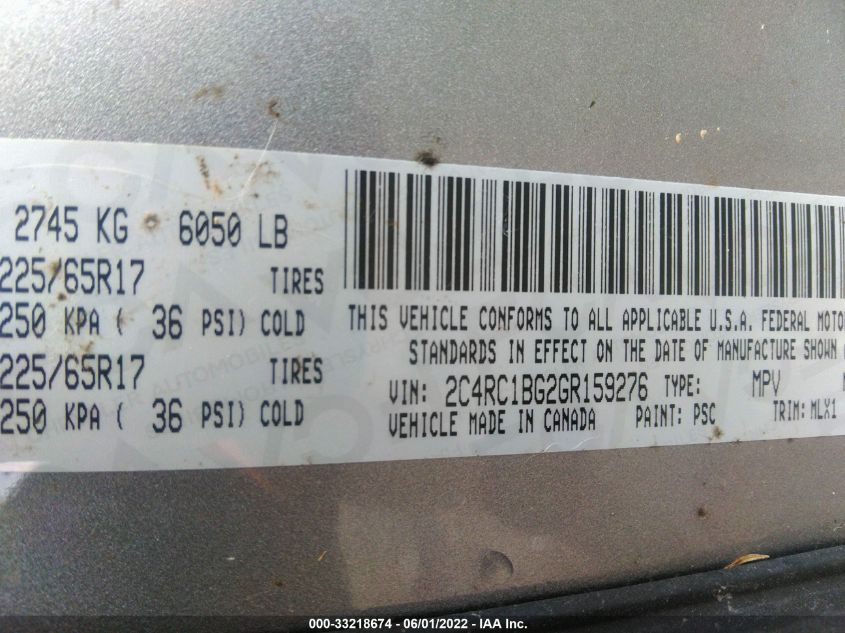 2745 KG 6050 LB
225/65R17 TIRES
250 KPA ( 36 PSI) COLD
225/65R17 TIRES
250 KPA ( 36 PSI) COLD
THIS VEHICLE CONFORMS TO ALL APPLICABLE U.S.A. FEDERAL MOTO
STANDARDS IN EFFECT ON THE DATE OF MANUFACTURE SHOWN
VIN: 2C4RC1BG2GR159276 TYPE: MPV
VEHICLE MADE IN CANADA PAINT: PSC TRIM: MLX1
000-33218674 - 06/01/2022 - IAA Inc.